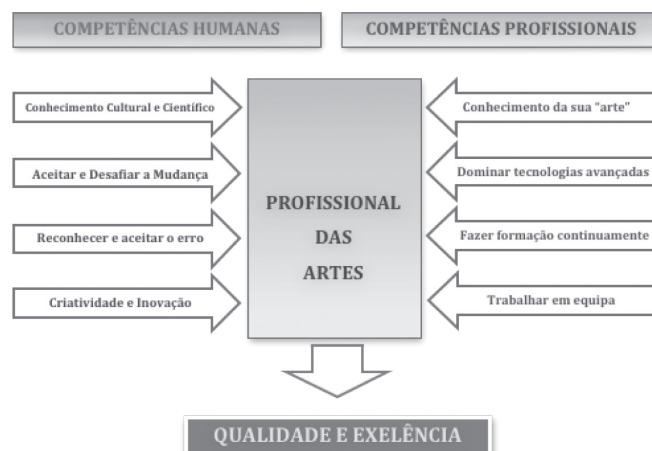 COMPETÊNCIAS HUMANAS
COMPETÊNCIAS PROFISSIONAIS
Conhecimento Cultural e Científico
Aceitar e Desafiar a Mudança
Reconhecer e aceitar o erro
Criatividade e Inovação
PROFISSIONAL
DAS
ARTES
Conhecimento da sua "arte"
Dominar tecnologias avançadas
Fazer formação continuamente
Trabalhar em equipa
QUALIDADE E EXELÊNCIA